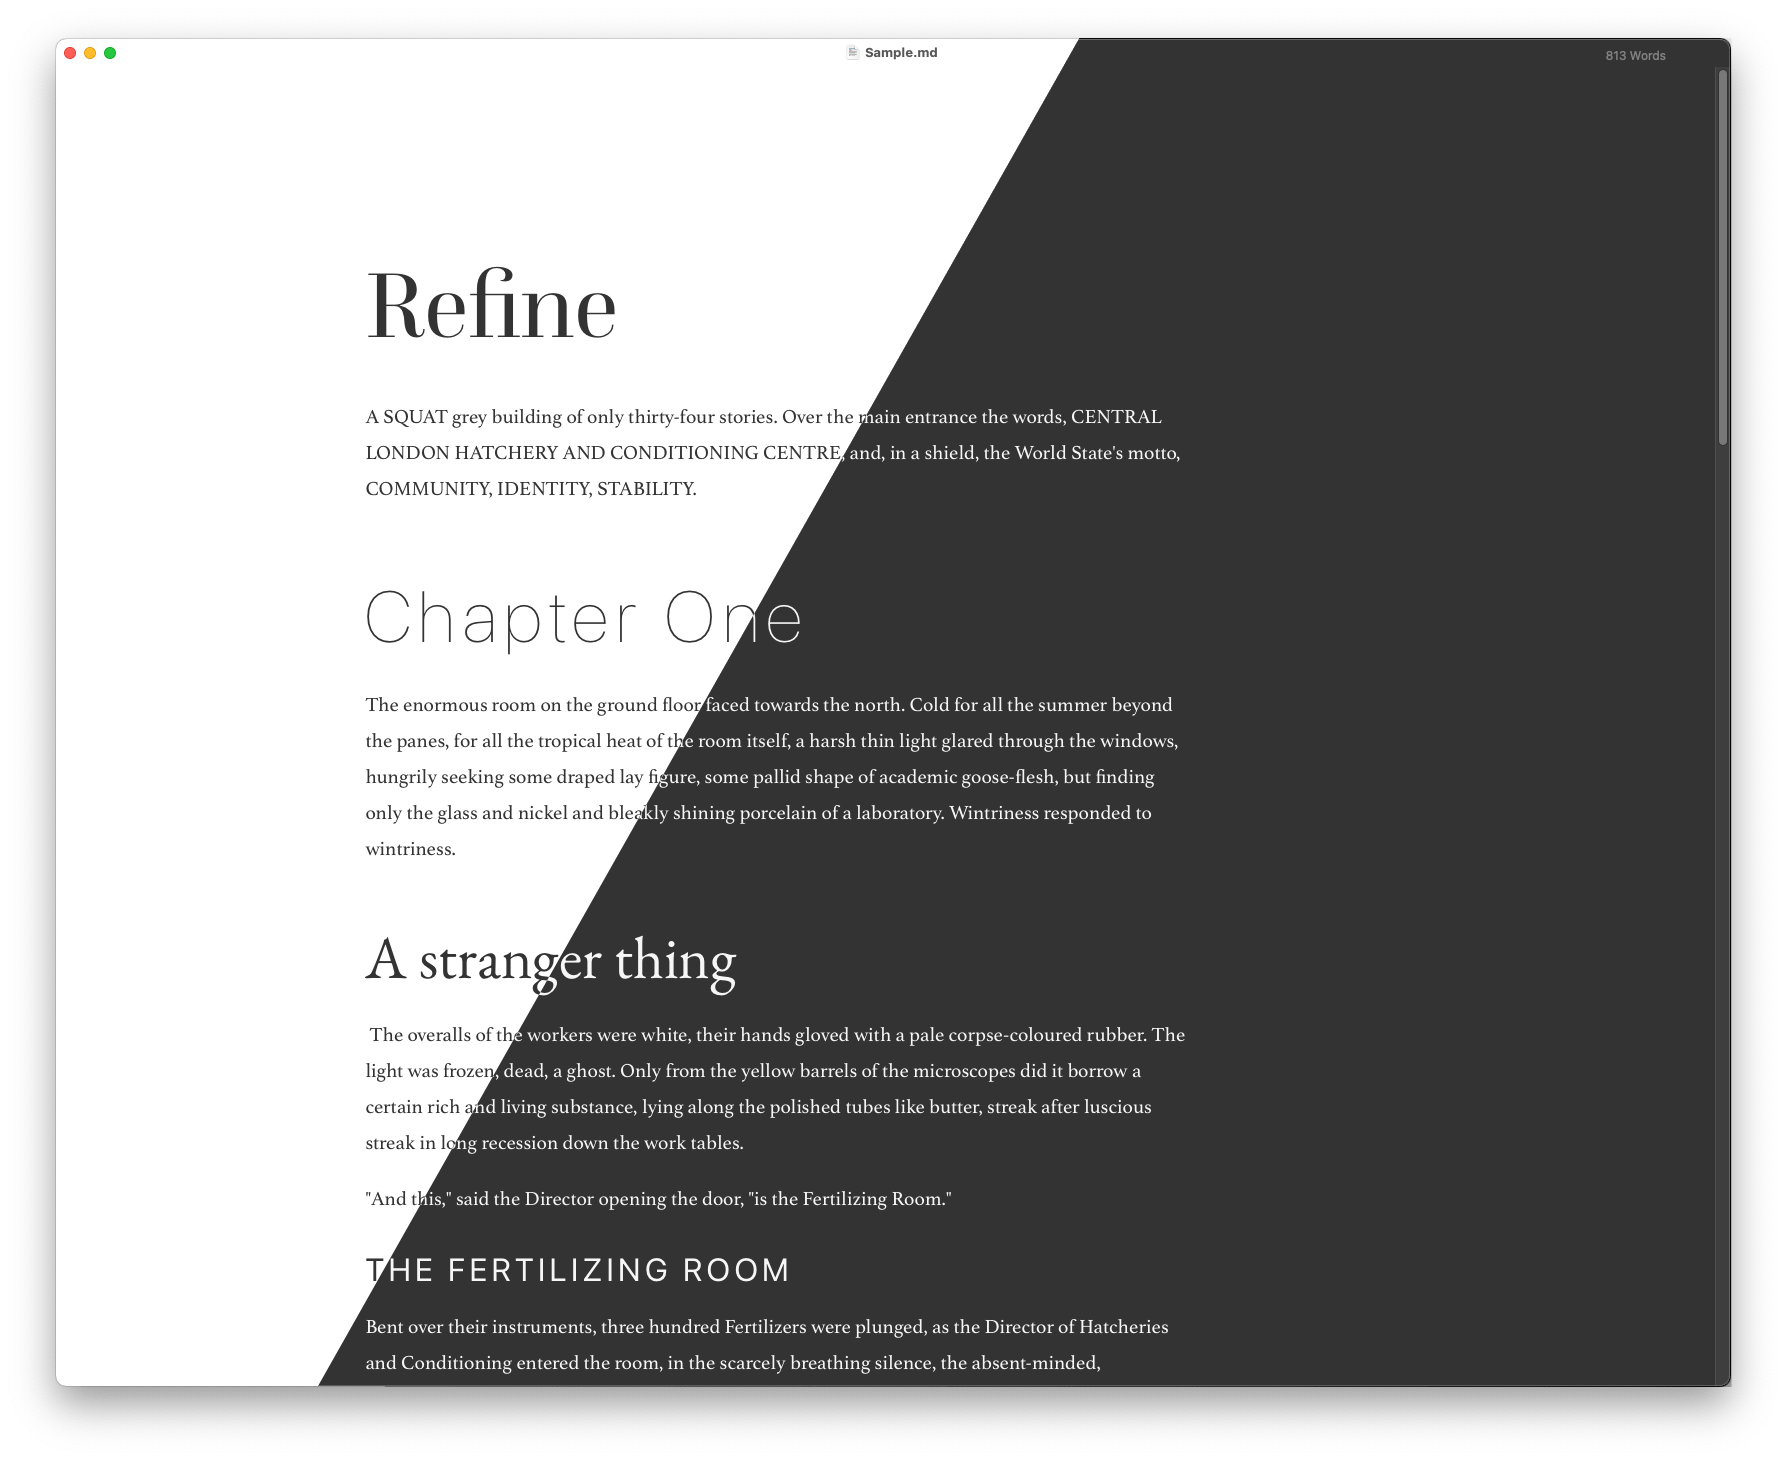 Sample.md
813 Words
Refine
A SQUAT grey building of only thirty-four stories. Over the main entrance the words, CENTRAL
LONDON HATCHERY AND CONDITIONING CENTRE, and, in a shield, the World State's motto,
COMMUNITY, IDENTITY, STABILITY.
Chapter One
The enormous room on the ground floor faced towards the north. Cold for all the summer beyond
the panes, for all the tropical heat of the room itself, a harsh thin light glared through the windows,
hungrily seeking some draped lay figure, some pallid shape of academic goose-flesh, but finding
only the glass and nickel and bleakly shining porcelain of a laboratory. Wintriness responded to
wintriness.
A stranger thing
The overalls of the workers were white, their hands gloved with a pale corpse-coloured rubber. The
light was frozen, dead, a ghost. Only from the yellow barrels of the microscopes did it borrow a
certain rich and living substance, lying along the polished tubes like butter, streak after luscious
streak in long recession down the work tables.
"And this," said the Director opening the door, "is the Fertilizing Room."
THE FERTILIZING ROOM
Bent over their instruments, three hundred Fertilizers were plunged, as the Director of Hatcheries
and Conditioning entered the room, in the scarcely breathing silence, the absent-minded,